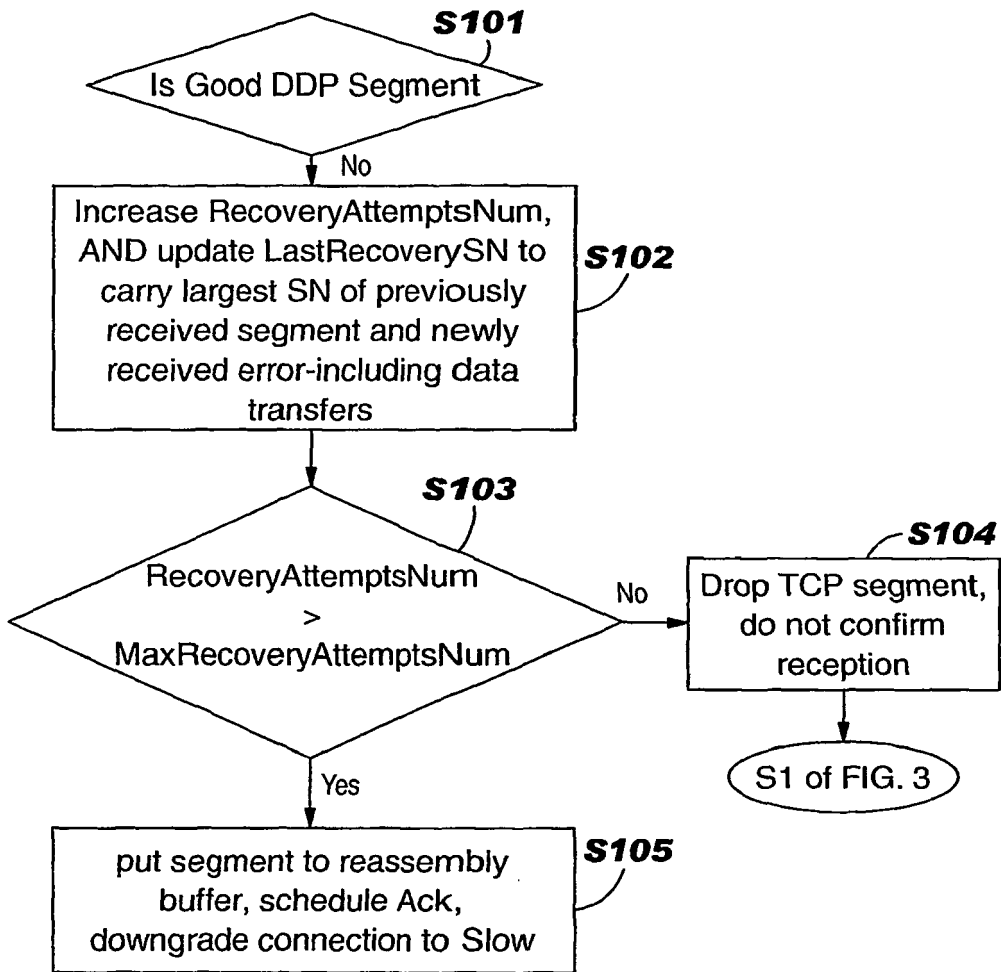 S101
Is Good DDP Segment
No
Increase RecoveryAttemptsNum,
AND update LastRecoverySN to
carry largest SN of previously
received segment and newly
received error-including data
transfers
S102
S103
RecoveryAttemptsNum
>
MaxRecoveryAttemptsNum
No
S104
Drop TCP segment,
do not confirm
reception
S1 of FIG. 3
Yes
put segment to reassembly
buffer, schedule Ack,
downgrade connection to Slow
S105